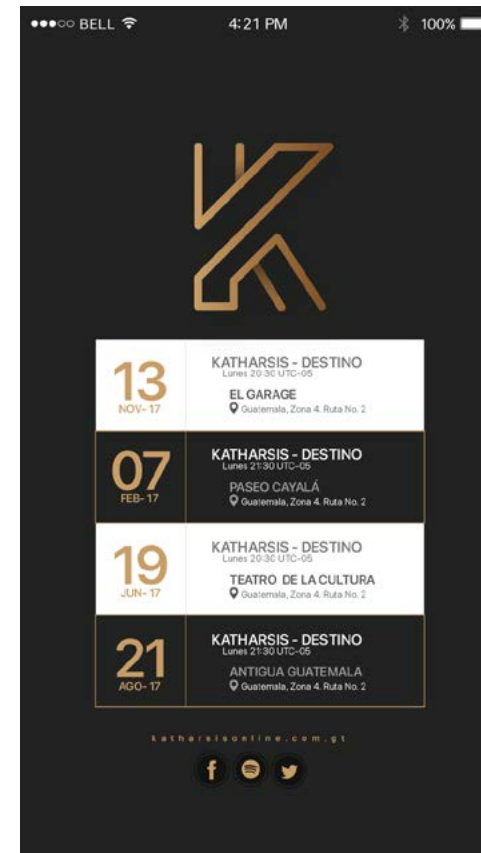 BELL 4:21 PM 100%
13 KATHARSIS - DESTINO
NOV- 17 Lunes 20:30 UTC-05
EL GARAGE
Guatemala, Zona 4. Ruta No. 2
07 KATHARSIS - DESTINO
FEB- 17 Lunes 21:30 UTC-05
PASEO CAYALÁ
Guatemala, Zona 4. Ruta No. 2
19 KATHARSIS - DESTINO
JUN- 17 Lunes 20:30 UTC-05
TEATRO DE LA CULTURA
Guatemala, Zona 4. Ruta No. 2
21 KATHARSIS - DESTINO
AGO- 17 Lunes 21:30 UTC-05
ANTIGUA GUATEMALA
Guatemala, Zona 4. Ruta No. 2
katharsisonline.com.gt